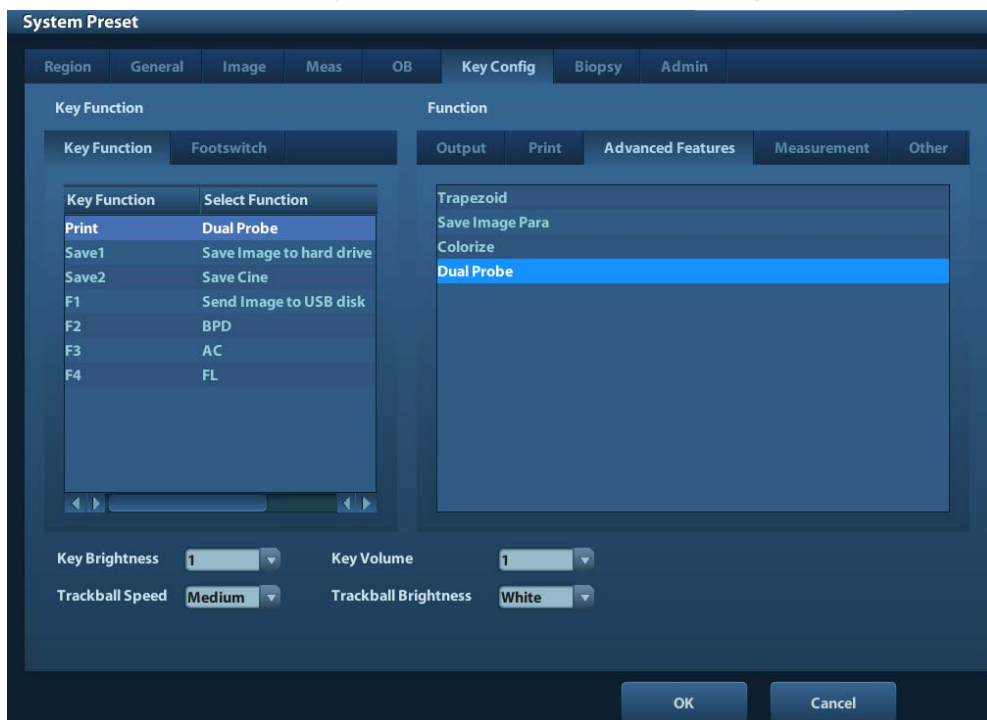 System Preset
Region General Image Meas OB Key Config Biopsy Admin
Key Function Function
Key Function Footswitch Output Print Advanced Features Measurement Other
Key Function Select Function
Print Dual Probe
Save1 Save Image to hard drive
Save2 Save Cine
F1 Send Image to USB disk
F2 BPD
F3 AC
F4 FL
Trapezoid
Save Image Para
Colorize
Dual Probe
Key Brightness 1 Key Volume 1
Trackball Speed Medium Trackball Brightness White
OK Cancel